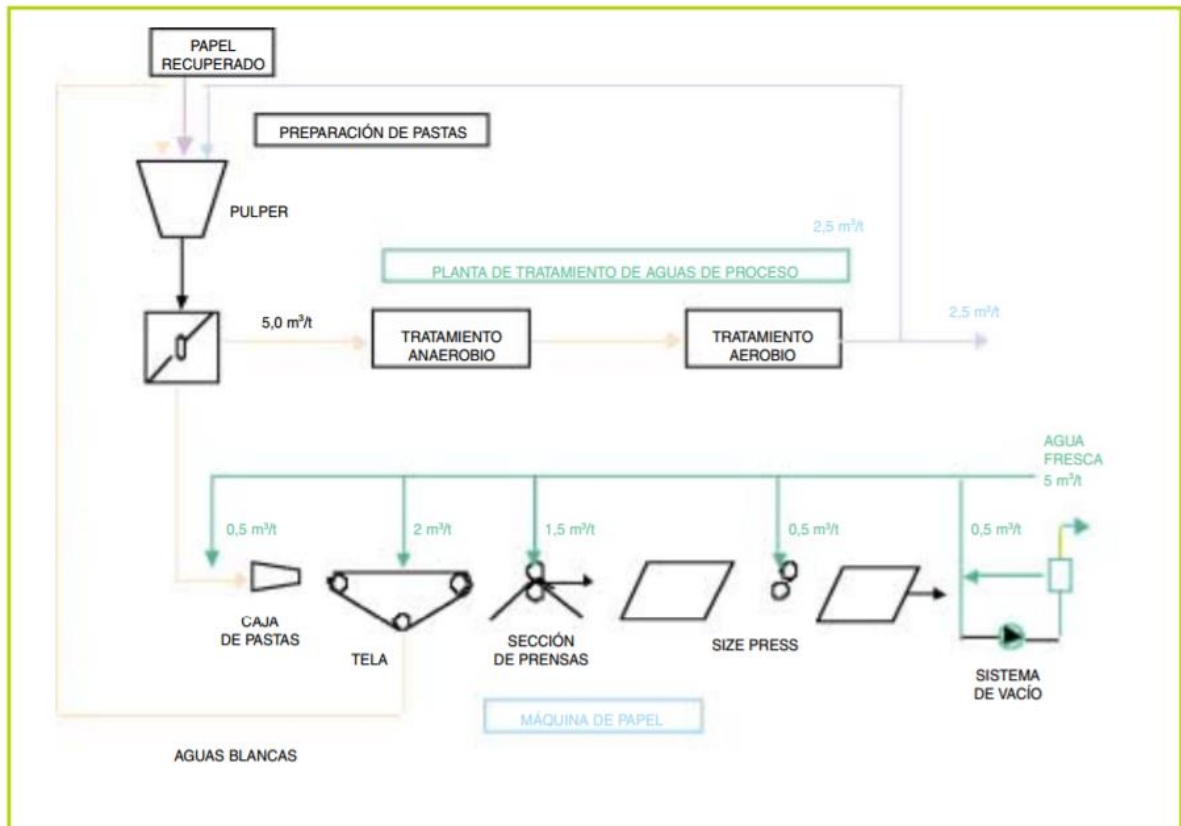 PAPEL
RECUPERADO
PREPARACIÓN DE PASTAS
PULPER
2,5 m³/t
PLANTA DE TRATAMIENTO DE AGUAS DE PROCESO
5,0 m³/t
TRATAMIENTO
ANAEROBIO
TRATAMIENTO
AEROBIO
2,5 m³/t
AGUA
FRESCA
5 m³/t
0,5 m³/t
2 m³/t
1,5 m³/t
0,5 m³/t
0,5 m³/t
CAJA
DE PASTAS
TELA
SECCIÓN
DE PRENSAS
SIZE PRESS
SISTEMA
DE VACÍO
MÁQUINA DE PAPEL
AGUAS BLANCAS